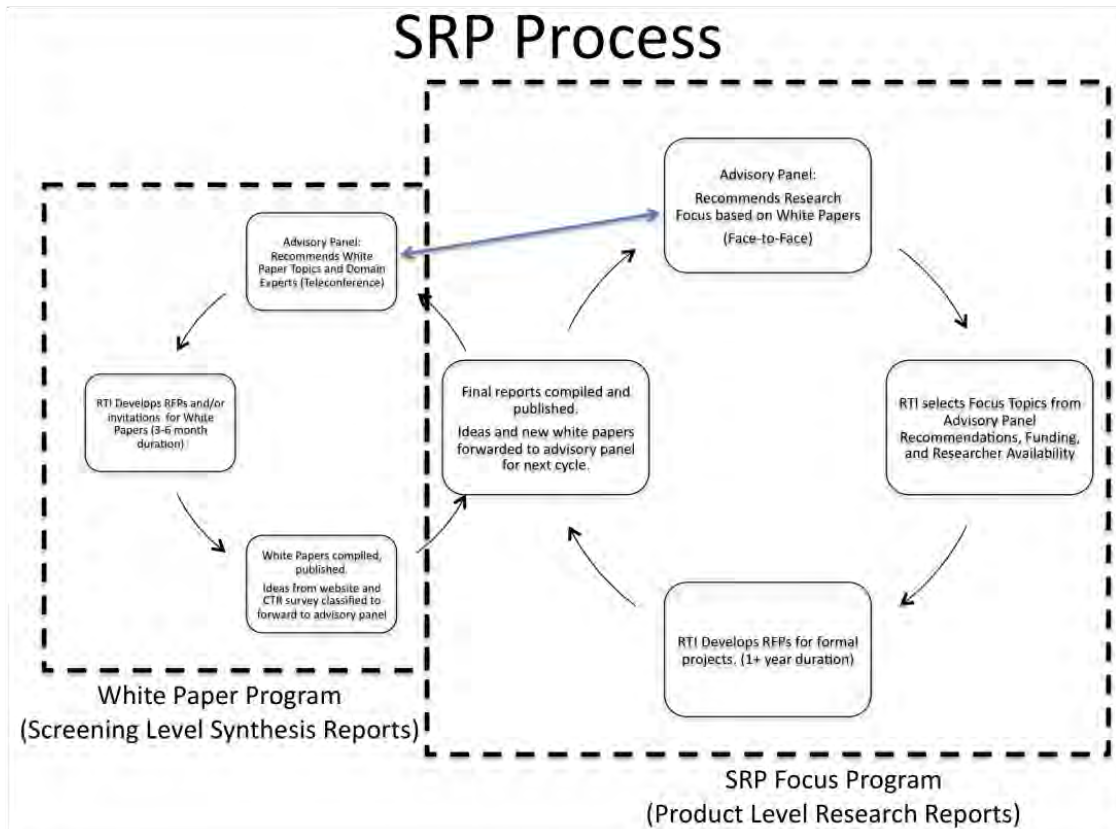 SRP Process
Advisory Panel:
Recommends White
Paper Topics and Domain
Experts (Teleconference)
RTI Develops RFPs and/or
invitations for White
Papers (3-6 month
duration)
White Papers compiled,
published.
Ideas from website and
CTR survey classified to
forward to advisory panel
White Paper Program
(Screening Level Synthesis Reports)
Advisory Panel:
Recommends Research
Focus based on White Papers
(Face-to-Face)
Final reports compiled and
published.
Ideas and new white papers
forwarded to advisory panel
for next cycle.
RTI selects Focus Topics from
Advisory Panel
Recommendations, Funding,
and Researcher Availability
RTI Develops RFPs for formal
projects. (1+ year duration)
SRP Focus Program
(Product Level Research Reports)